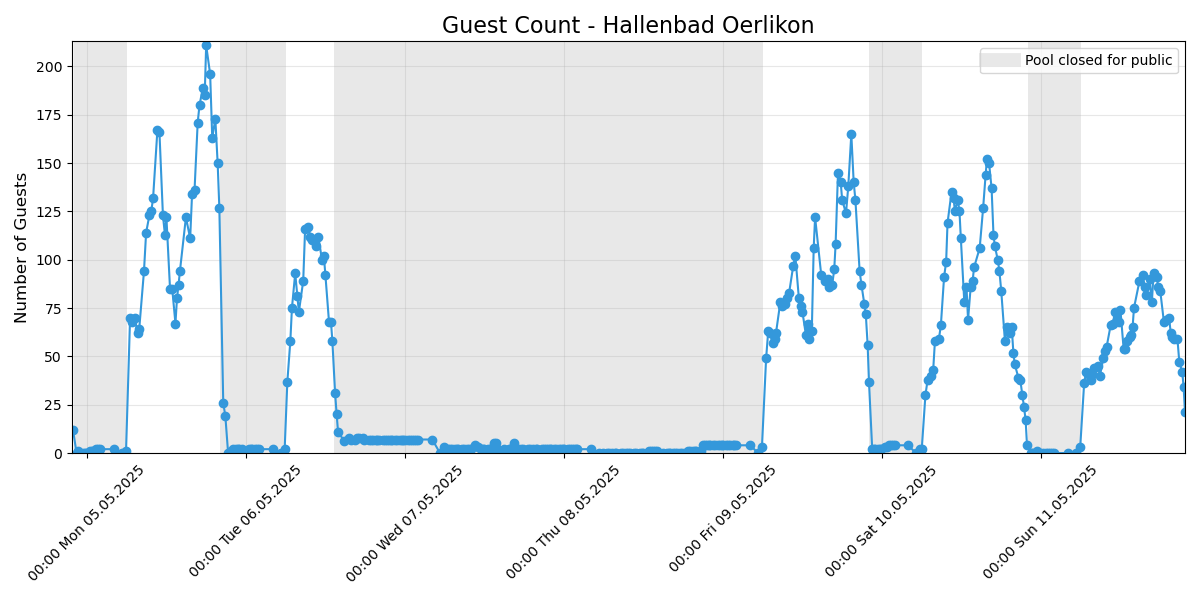 Guest Count - Hallenbad Oerlikon
Pool closed for public
Number of Guests
200
175
150
125
100
75
50
25
0
00:00 Mon 05.05.2025
00:00 Tue 06.05.2025
00:00 Wed 07.05.2025
00:00 Thu 08.05.2025
00:00 Fri 09.05.2025
00:00 Sat 10.05.2025
00:00 Sun 11.05.2025